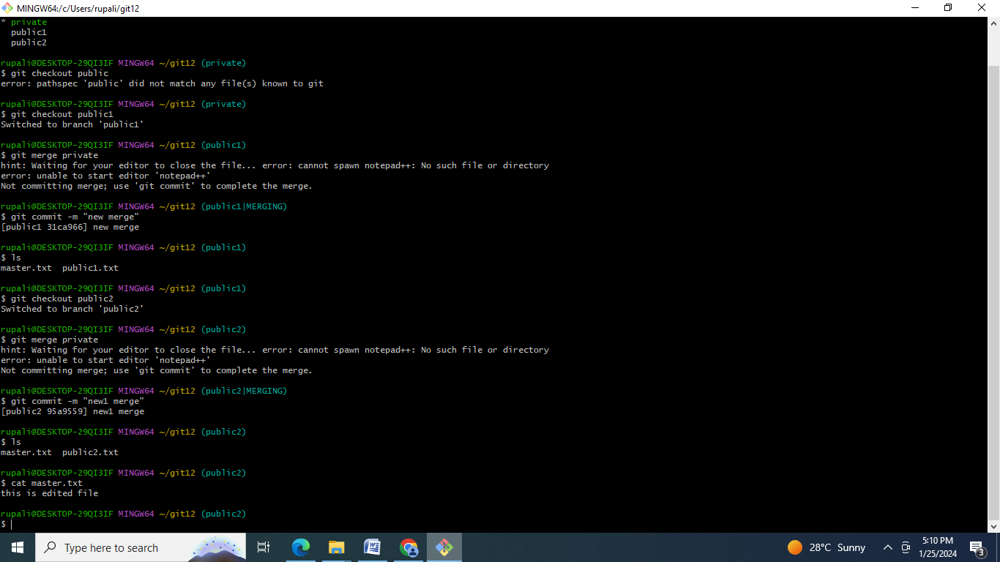 MINGW64:/c/Users/rupali/git12
* private
  public1
  public2
rupali@DESKTOP-29QI3IF MINGW64 ~/git12 (private)
$ git checkout public
error: pathspec 'public' did not match any file(s) known to git
rupali@DESKTOP-29QI3IF MINGW64 ~/git12 (private)
$ git checkout public1
Switched to branch 'public1'
rupali@DESKTOP-29QI3IF MINGW64 ~/git12 (public1)
$ git merge private
hint: Waiting for your editor to close the file... error: cannot spawn notepad++: No such file or directory
error: unable to start editor 'notepad++'
Not committing merge; use 'git commit' to complete the merge.
rupali@DESKTOP-29QI3IF MINGW64 ~/git12 (public1|MERGING)
$ git commit -m "new merge"
[public1 31ca966] new merge
rupali@DESKTOP-29QI3IF MINGW64 ~/git12 (public1)
$ ls
master.txt  public1.txt
rupali@DESKTOP-29QI3IF MINGW64 ~/git12 (public1)
$ git checkout public2
Switched to branch 'public2'
rupali@DESKTOP-29QI3IF MINGW64 ~/git12 (public2)
$ git merge private
hint: Waiting for your editor to close the file... error: cannot spawn notepad++: No such file or directory
error: unable to start editor 'notepad++'
Not committing merge; use 'git commit' to complete the merge.
rupali@DESKTOP-29QI3IF MINGW64 ~/git12 (public2|MERGING)
$ git commit -m "new1 merge"
[public2 95a9559] new1 merge
rupali@DESKTOP-29QI3IF MINGW64 ~/git12 (public2)
$ ls
master.txt  public2.txt
rupali@DESKTOP-29QI3IF MINGW64 ~/git12 (public2)
$ cat master.txt
this is edited file
rupali@DESKTOP-29QI3IF MINGW64 ~/git12 (public2)
$
Type here to search
28°C Sunny
5:10 PM
1/25/2024
3